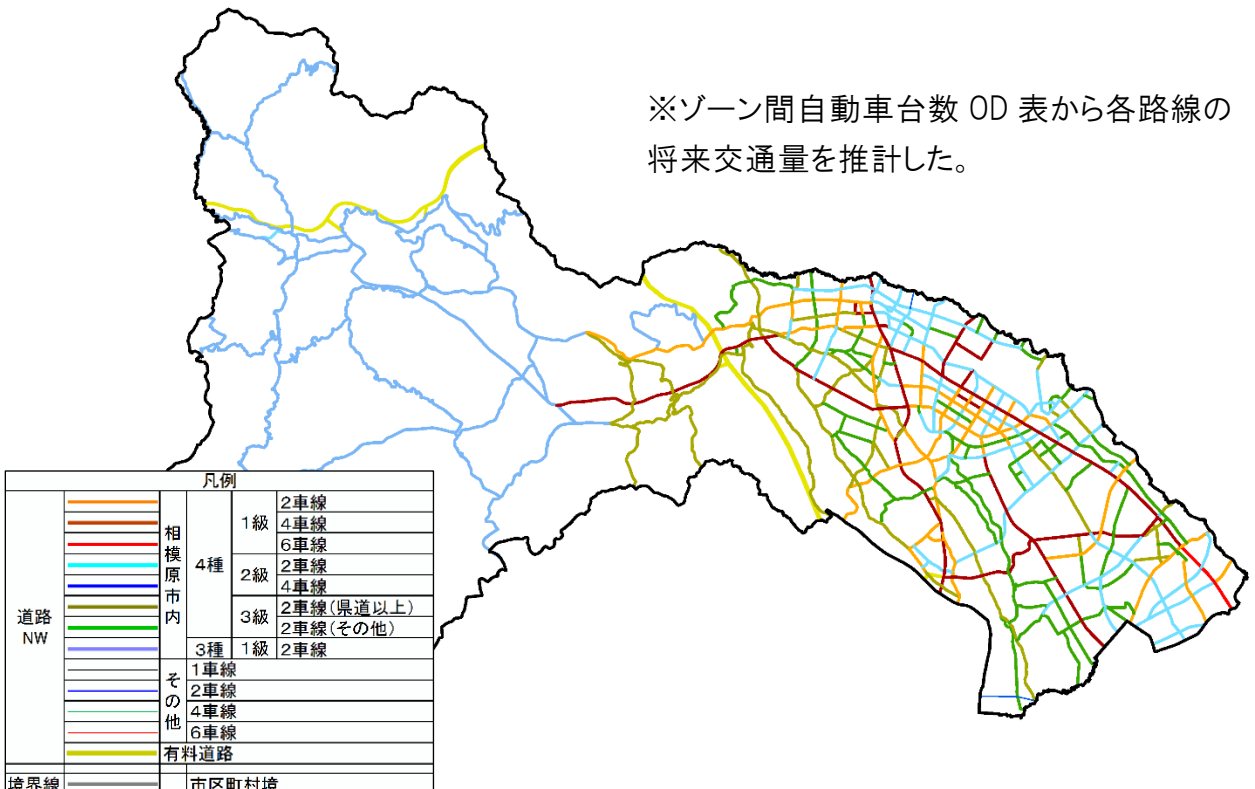 ※ゾーン間自動車台数 OD 表から各路線の
将来交通量を推計した。
凡例
道路
NW
相模原市内
4種
1級
2車線
4車線
6車線
2級
2車線
4車線
3級
2車線(県道以上)
2車線(その他)
3種
1級
2車線
その他
1車線
2車線
4車線
6車線
有料道路
境界線
市区町村境